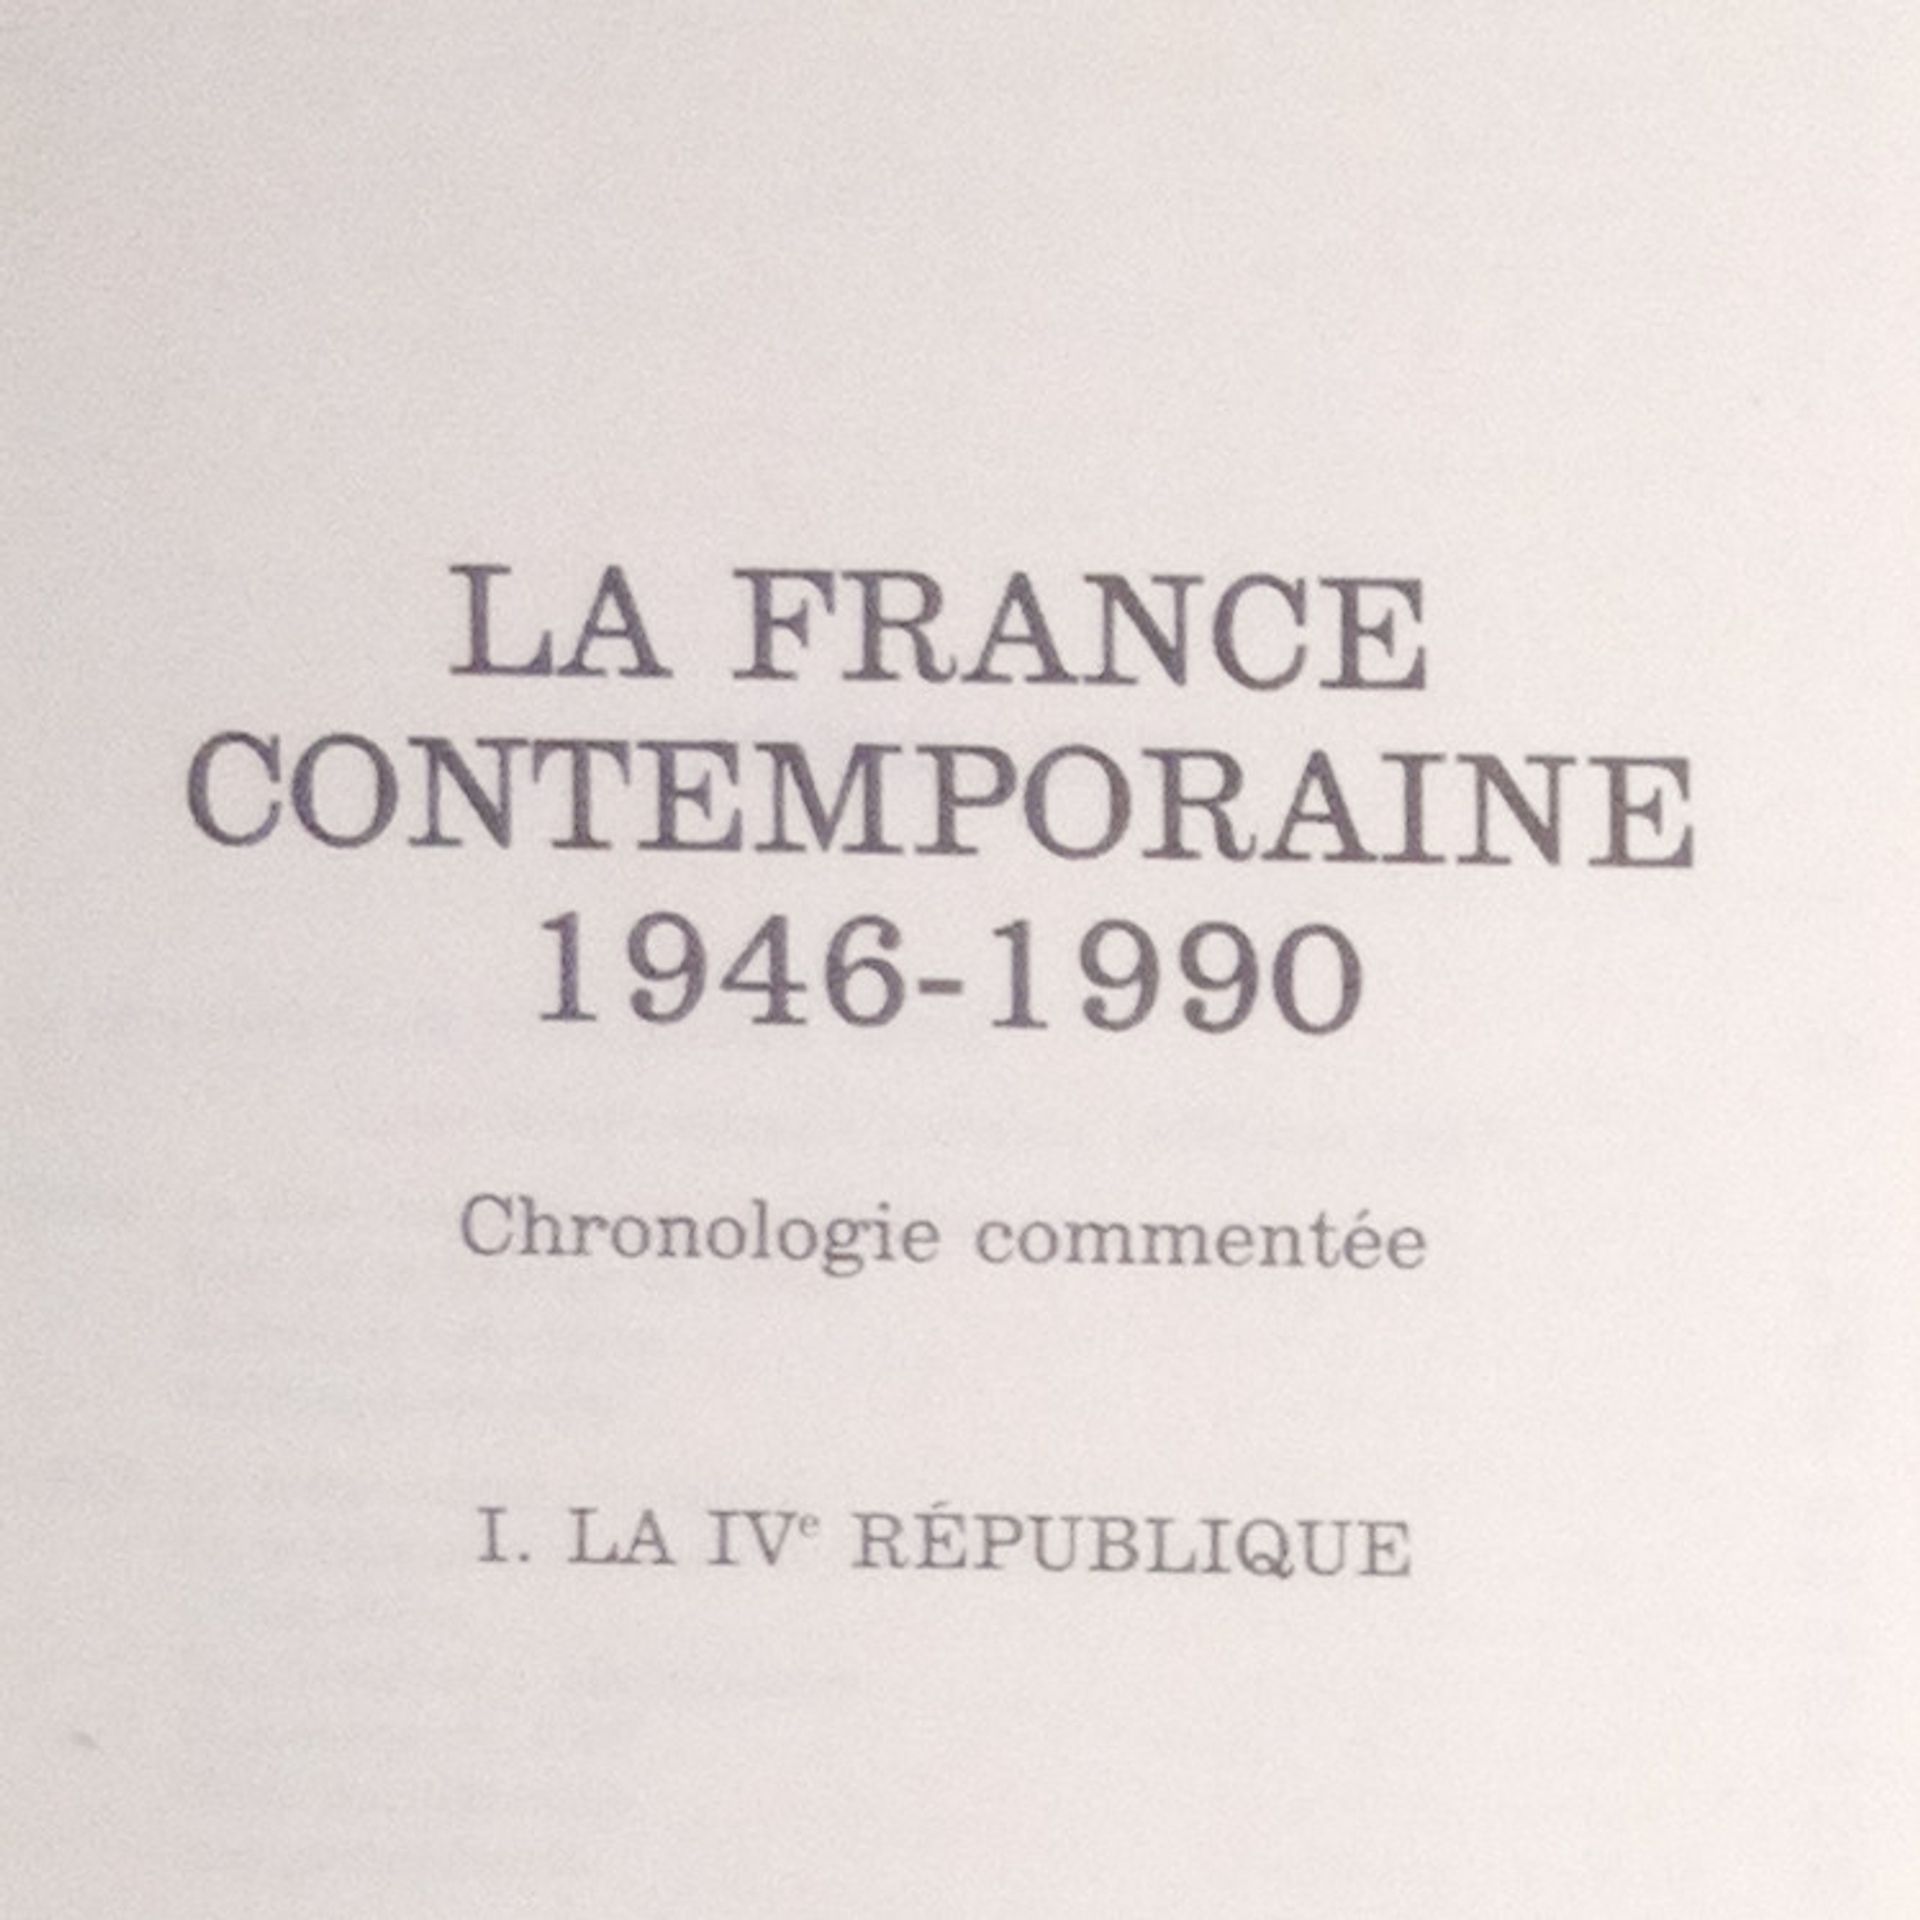 LA FRANCE
CONTEMPORAINE
1946-1990
Chronologie commentée
I. LA IVe RÉPUBLIQUE